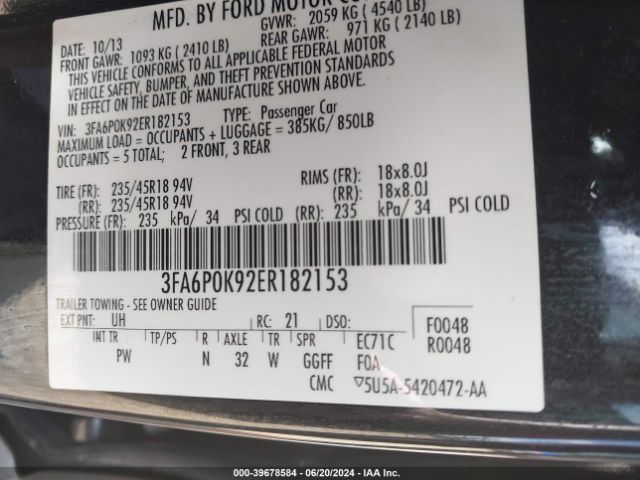 MFD. BY FORD MOTOR CO
DATE: 10/13 GVWR: 2059 KG (4540 LB)
FRONT GAWR: 1093 KG (2410 LB) REAR GAWR: 971 KG (2140 LB)
THIS VEHICLE CONFORMS TO ALL APPLICABLE FEDERAL MOTOR
VEHICLE SAFETY, BUMPER, AND THEFT PREVENTION STANDARDS
IN EFFECT ON THE DATE OF MANUFACTURE SHOWN ABOVE.
VIN: 3FA6P0K92ER182153 TYPE: Passenger Car
MAXIMUM LOAD = OCCUPANTS + LUGGAGE = 385KG/ 850LB
OCCUPANTS = 5 TOTAL; 2 FRONT, 3 REAR
TIRE (FR): 235/45R18 94V RIMS (FR): 18x8.0J
(RR): 235/45R18 94V (RR): 18x8.0J
PRESSURE (FR): 235 kPa/ 34 PSI COLD (RR): 235 kPa/ 34 PSI COLD
3FA6P0K92ER182153
TRAILER TOWING - SEE OWNER GUIDE
EXT PNT: UH RC: 21 DSO: F0048
INT TR TP/PS R AXLE TR SPR EC71C R0048
PW N 32 W GGFF FOA
CMC ▽5U5A-5420472-AA
000-39678584 / 06/20/2024 / IAA Inc.